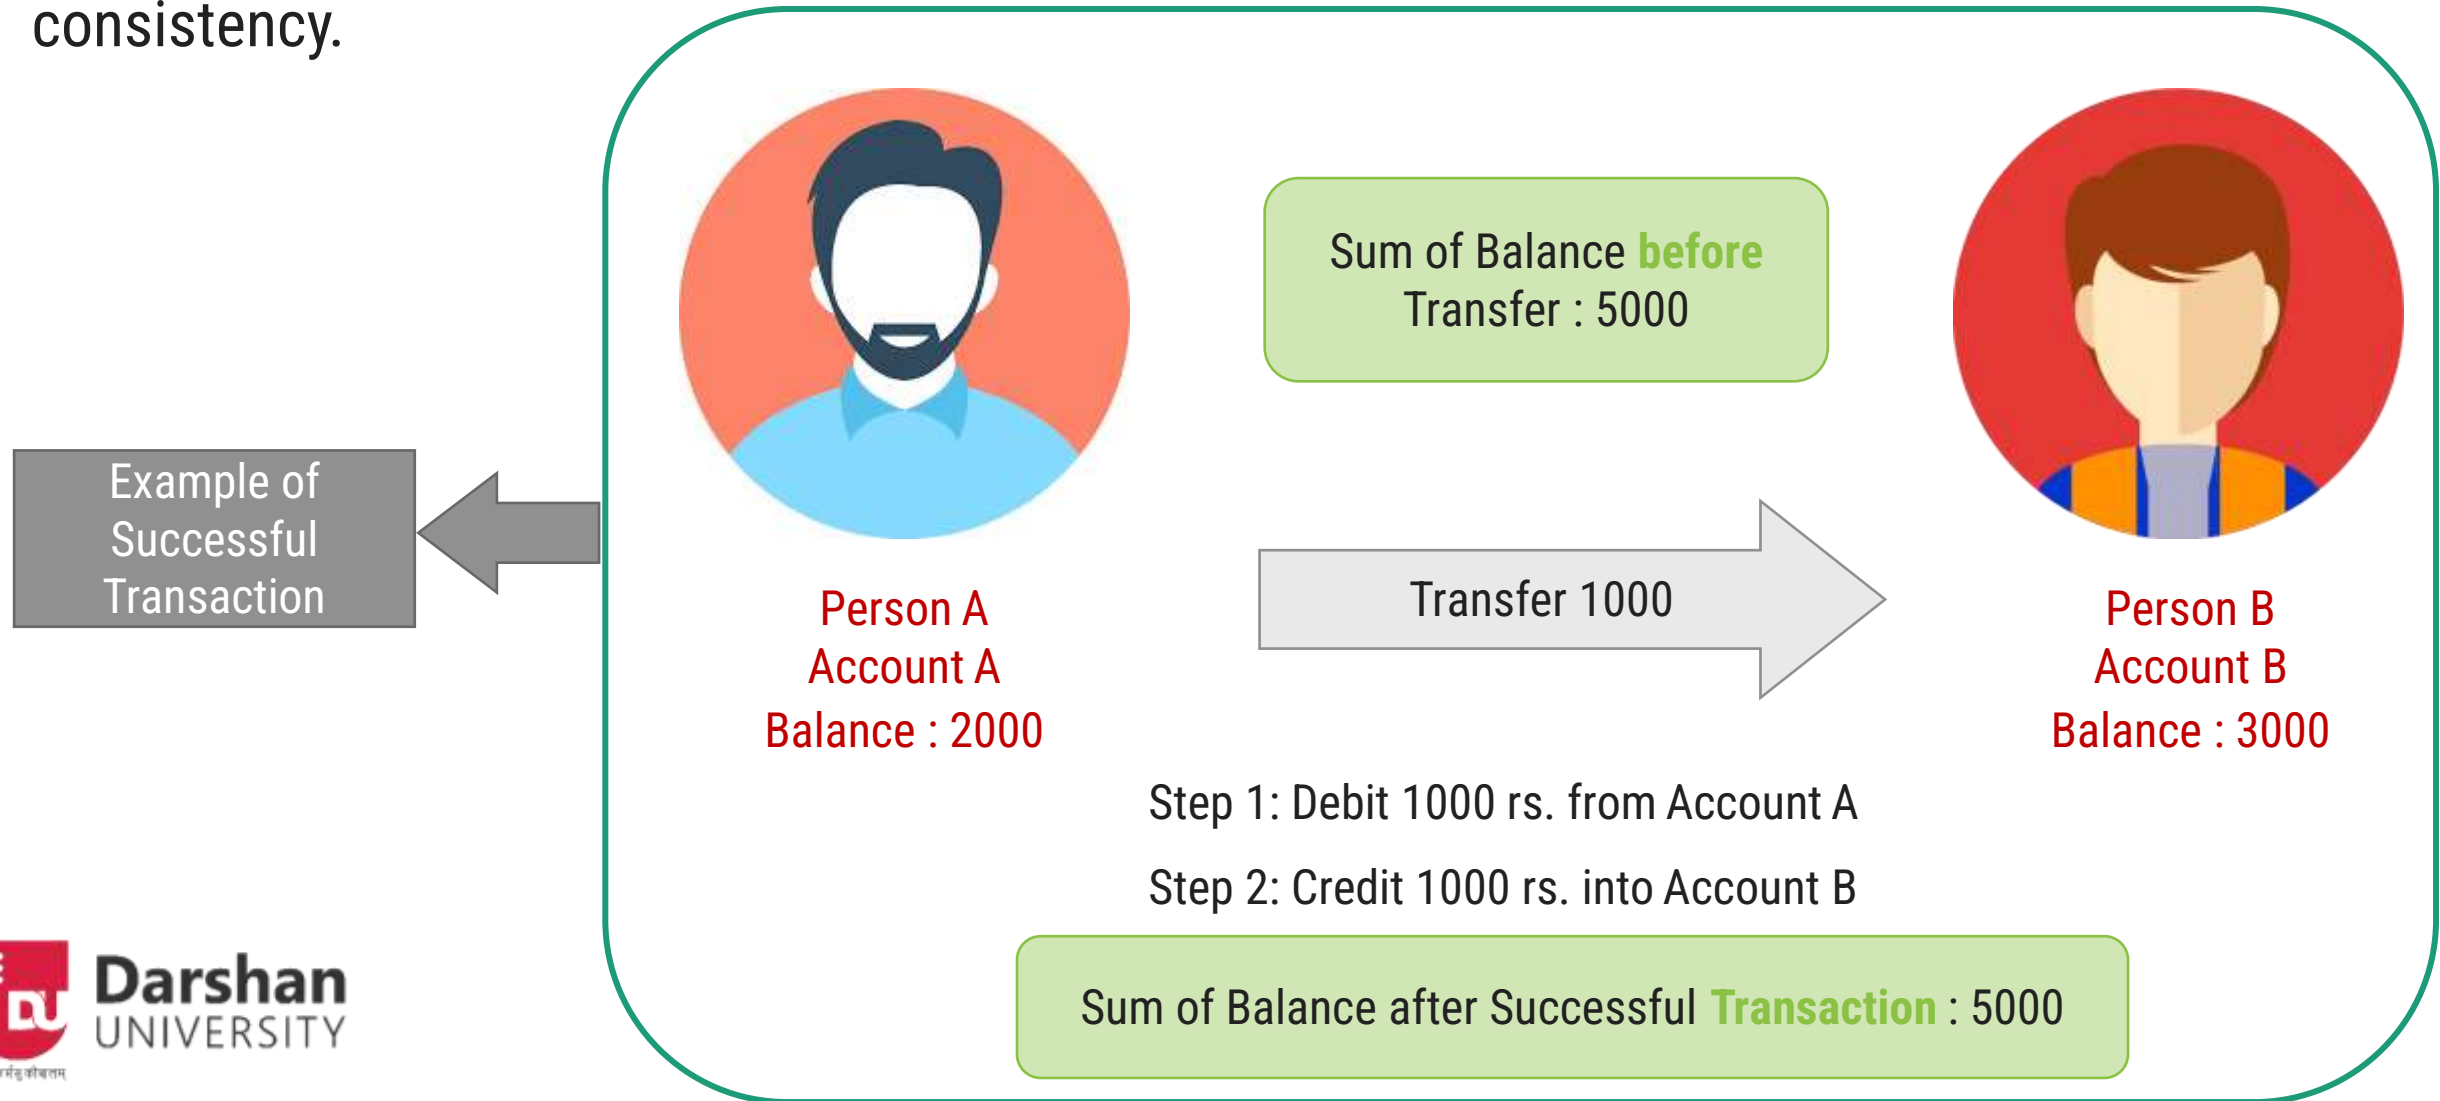 consistency.
Sum of Balance before
Transfer : 5000
Example of
Successful
Transaction
Transfer 1000
Person A
Account A
Balance : 2000
Person B
Account B
Balance : 3000
Step 1: Debit 1000 rs. from Account A
Step 2: Credit 1000 rs. into Account B
Sum of Balance after Successful Transaction : 5000
DU
Darshan
UNIVERSITY